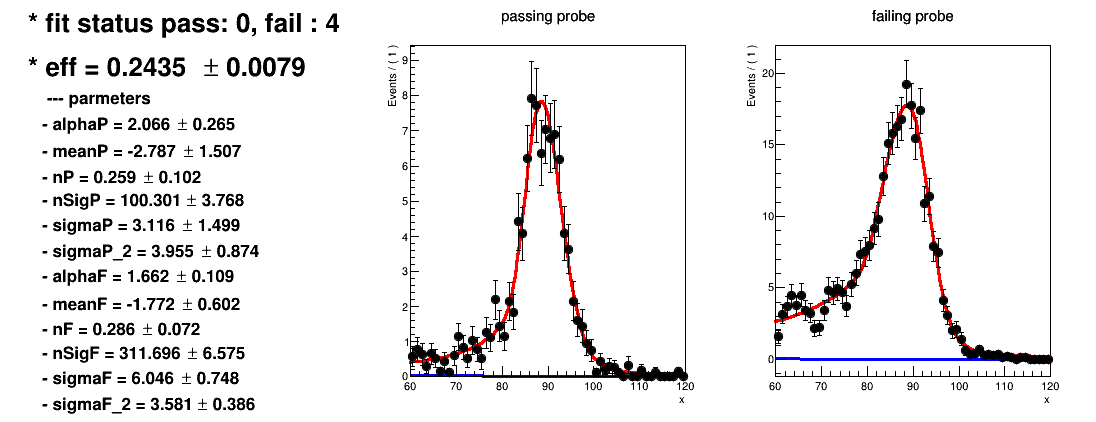 * fit status pass: 0, fail : 4
* eff = 0.2435 ± 0.0079
--- parmeters
- alphaP = 2.066 ± 0.265
- meanP = -2.787 ± 1.507
- nP = 0.259 ± 0.102
- nSigP = 100.301 ± 3.768
- sigmaP = 3.116 ± 1.499
- sigmaP_2 = 3.955 ± 0.874
- alphaF = 1.662 ± 0.109
- meanF = -1.772 ± 0.602
- nF = 0.286 ± 0.072
- nSigF = 311.696 ± 6.575
- sigmaF = 6.046 ± 0.748
- sigmaF_2 = 3.581 ± 0.386
passing probe
Events / ( 1 )
9
8
7
6
5
4
3
2
1
0
60 70 80 90 100 110 120
x
failing probe
Events / ( 1 )
20
15
10
5
0
60 70 80 90 100 110 120
x